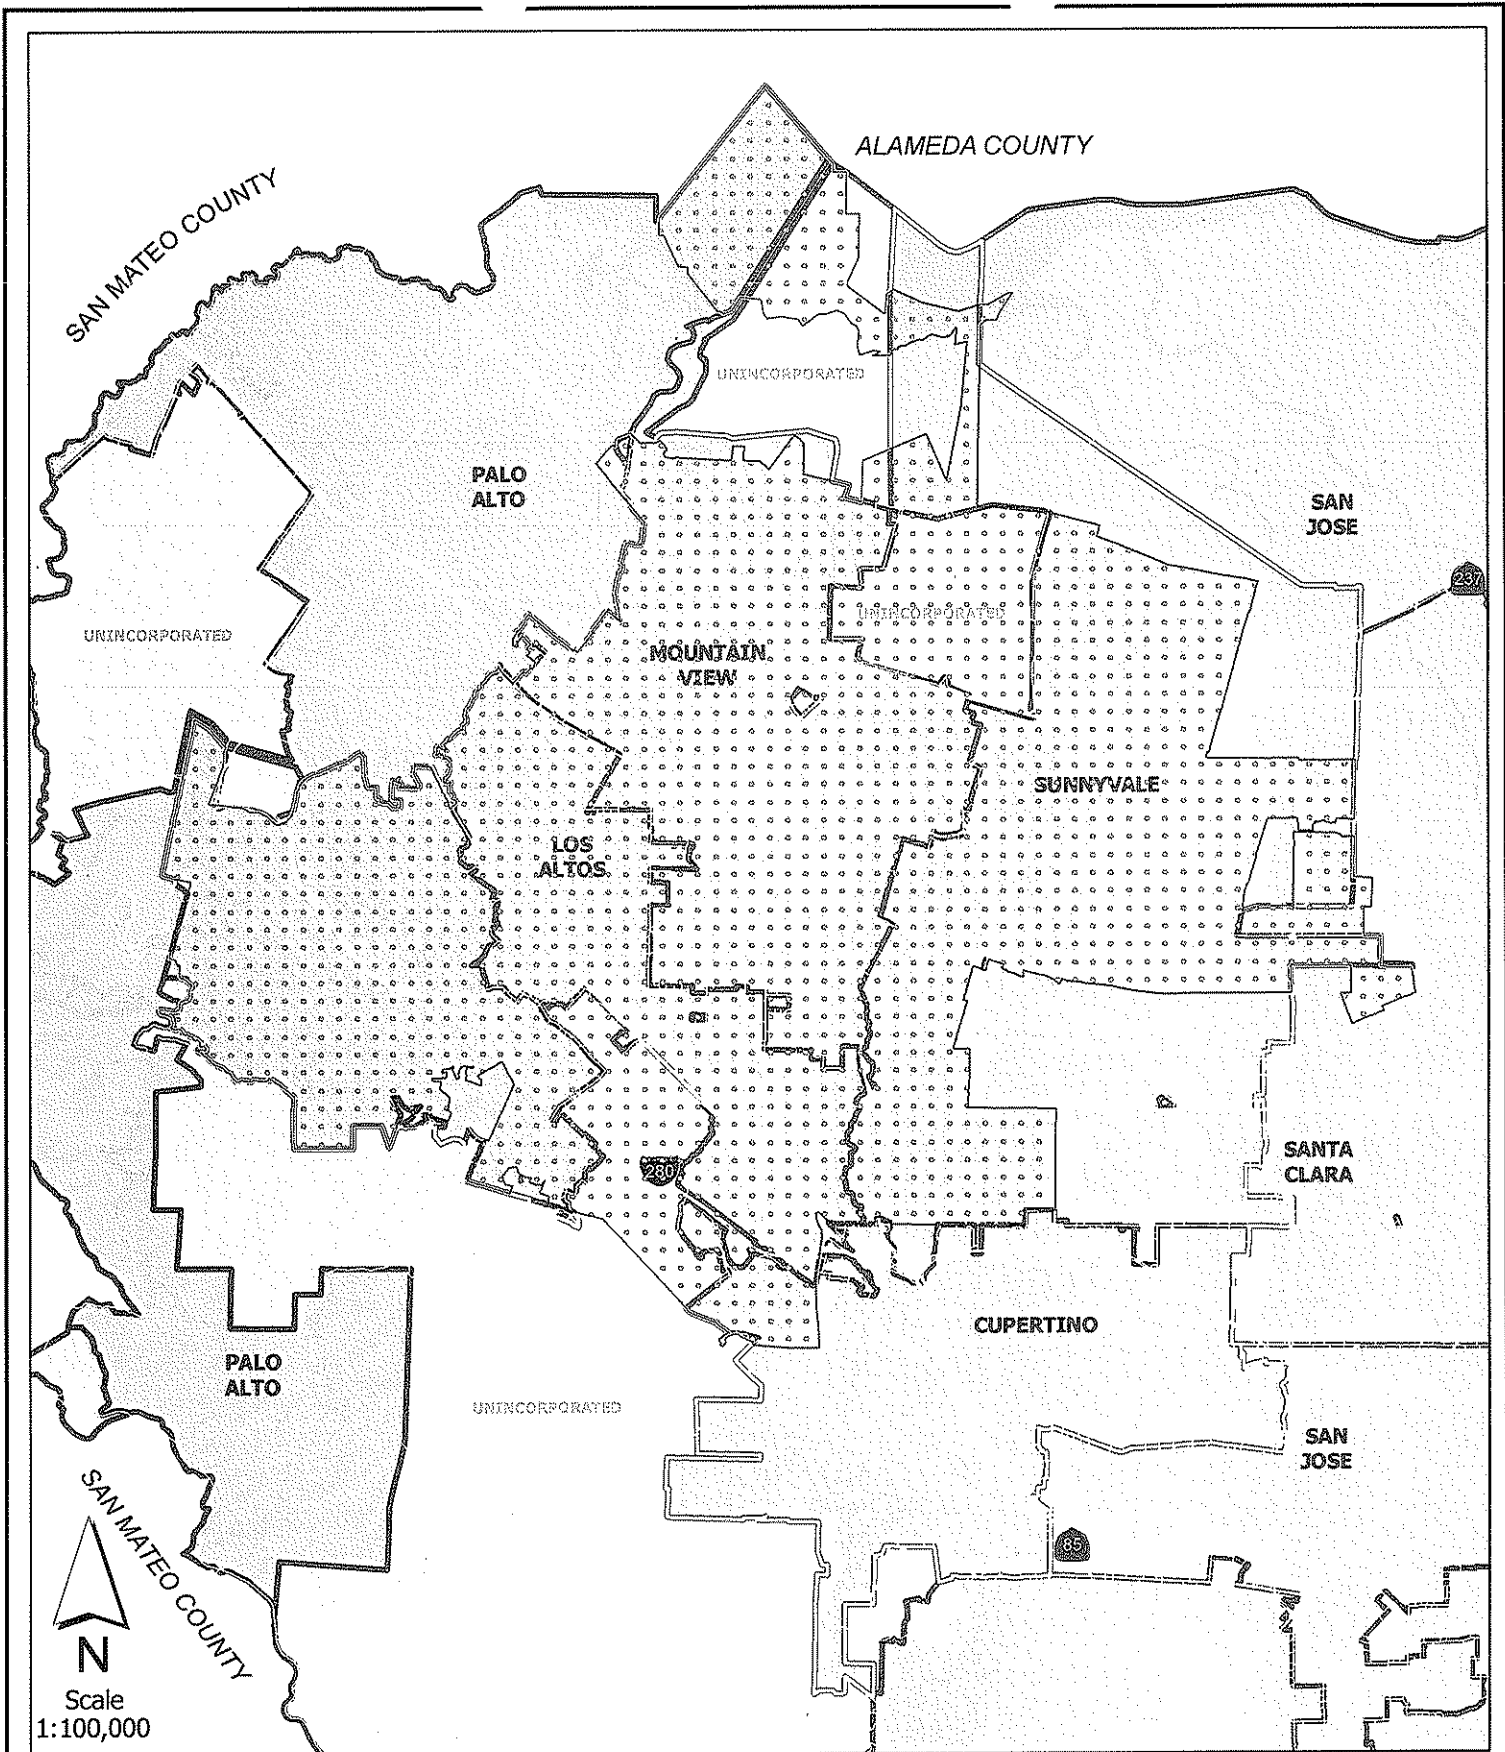 ALAMEDA COUNTY
SAN MATEO COUNTY
UNINCORPORATED
PALO
ALTO
SAN
JOSE
237
UNINCORPORATED
UNINCORPORATED
MOUNTAIN
VIEW
SUNNYVALE
LOS
ALTOS
280
SANTA
CLARA
CUPERTINO
PALO
ALTO
UNINCORPORATED
SAN
JOSE
SAN MATEO COUNTY
85
N
Scale
1:100,000